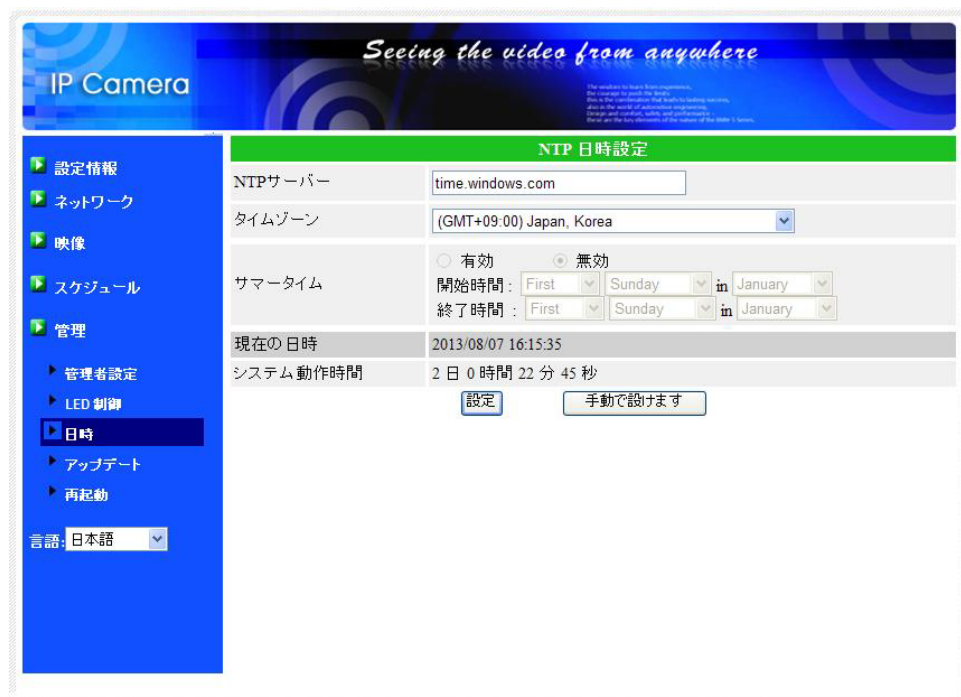 Seeing the video from anywhere
IP Camera
設定情報
ネットワーク
映像
スケジュール
管理
管理者設定
LED 制御
日時
アップデート
再起動
言語: 日本語
NTP 日時設定
NTPサーバー time.windows.com
タイムゾーン (GMT+09:00) Japan, Korea
サマータイム 有効 無効
開始時間 : First Sunday in January
終了時間 : First Sunday in January
現在の日時 2013/08/07 16:15:35
システム動作時間 2 日 0 時間 22 分 45 秒
設定 手動で設けます